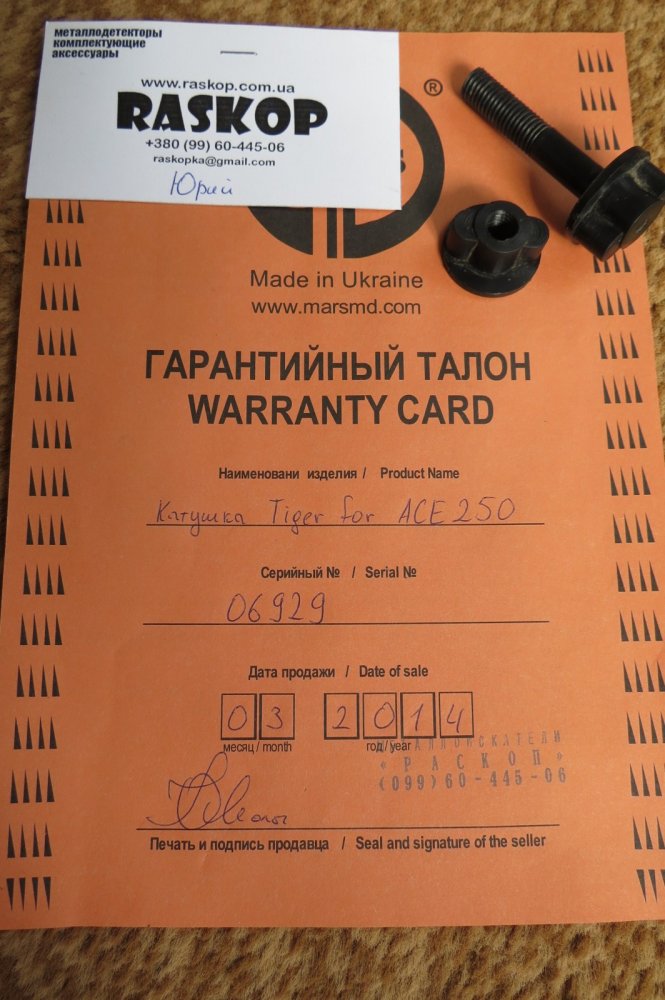 металлодетекторы
комплектующие
аксессуары
www.raskop.com.ua
RASKOP
+380 (99) 60-445-06
raskopka@gmail.com
Юрий
®
Made in Ukraine
www.marsmd.com
ГАРАНТИЙНЫЙ ТАЛОН
WARRANTY CARD
Наименовани изделия / Product Name
Катушка Tiger for ACE 250
Серийный № / Serial №
06929
Дата продажи / Date of sale
03 2014
месяц / month год / year
«РАСКОП»
(099)60-445-06
Печать и подпись продавца / Seal and signature of the seller